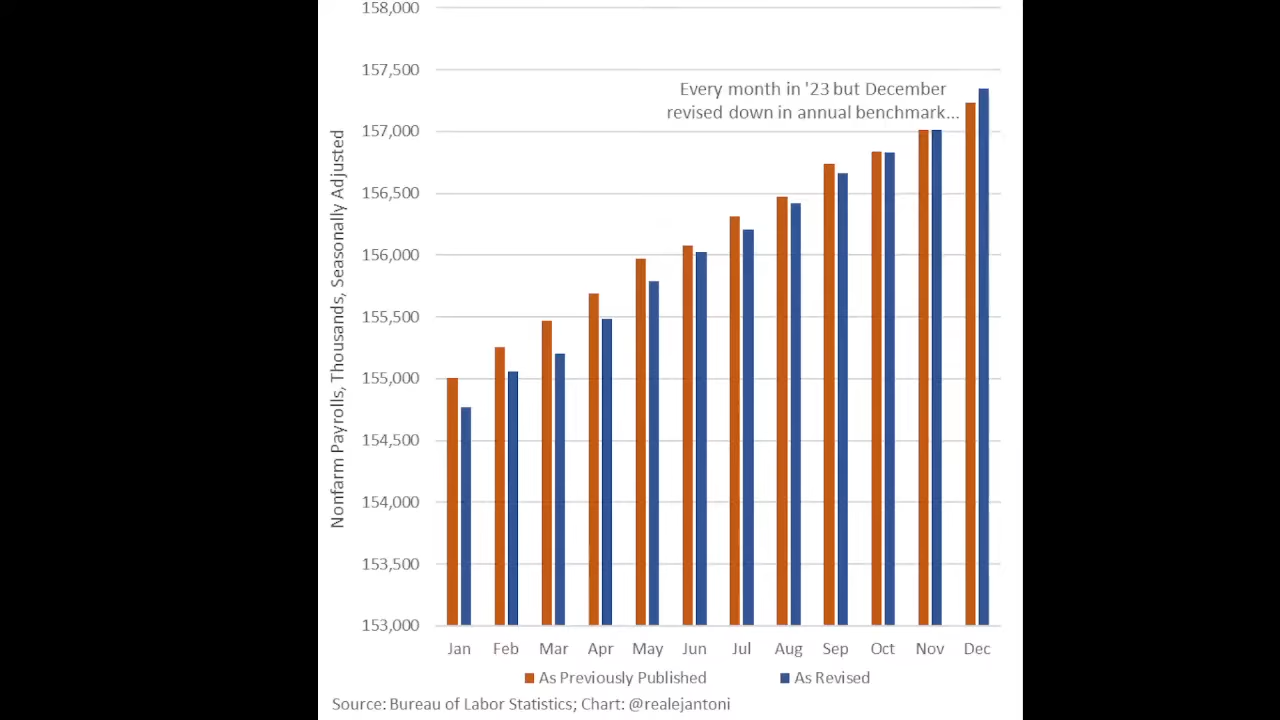 158,000
157,500
Every month in '23 but December
revised down in annual benchmark...
157,000
156,500
156,000
155,500
155,000
154,500
154,000
153,500
153,000
Nonfarm Payrolls, Thousands, Seasonally Adjusted
Jan Feb Mar Apr May Jun Jul Aug Sep Oct Nov Dec
As Previously Published As Revised
Source: Bureau of Labor Statistics; Chart: @realejantoni